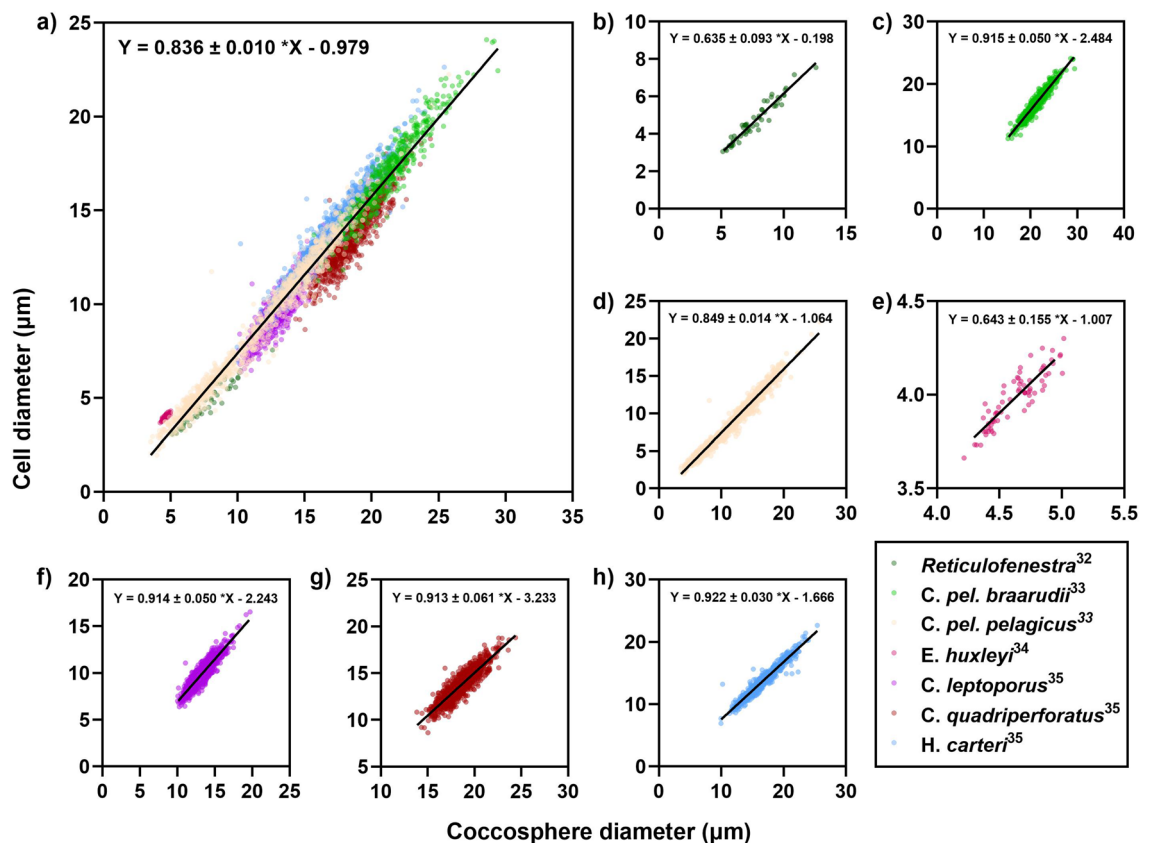 a)
Y = 0.836 ± 0.010 *X - 0.979
25
20
15
10
5
0
0 5 10 15 20 25 30 35
Cell diameter (μm)
b)
Y = 0.635 ± 0.093 *X - 0.198
10
8
6
4
2
0
0 5 10 15
c)
Y = 0.915 ± 0.050 *X - 2.484
30
20
10
0
0 10 20 30 40
d)
Y = 0.849 ± 0.014 *X - 1.064
25
20
15
10
5
0
0 10 20 30
e)
Y = 0.643 ± 0.155 *X - 1.007
4.5
4.0
3.5
4.0 4.5 5.0 5.5
f)
Y = 0.914 ± 0.050 *X - 2.243
20
15
10
5
0
0 5 10 15 20 25
g)
Y = 0.913 ± 0.061 *X - 3.233
25
20
15
10
5
10 15 20 25 30
h)
Y = 0.922 ± 0.030 *X - 1.666
30
20
10
0
0 10 20 30
Reticulofenestra32
C. pel. braarudii33
C. pel. pelagicus33
E. huxleyi34
C. leptoporus35
C. quadriperforatus35
H. carteri35
Coccosphere diameter (μm)